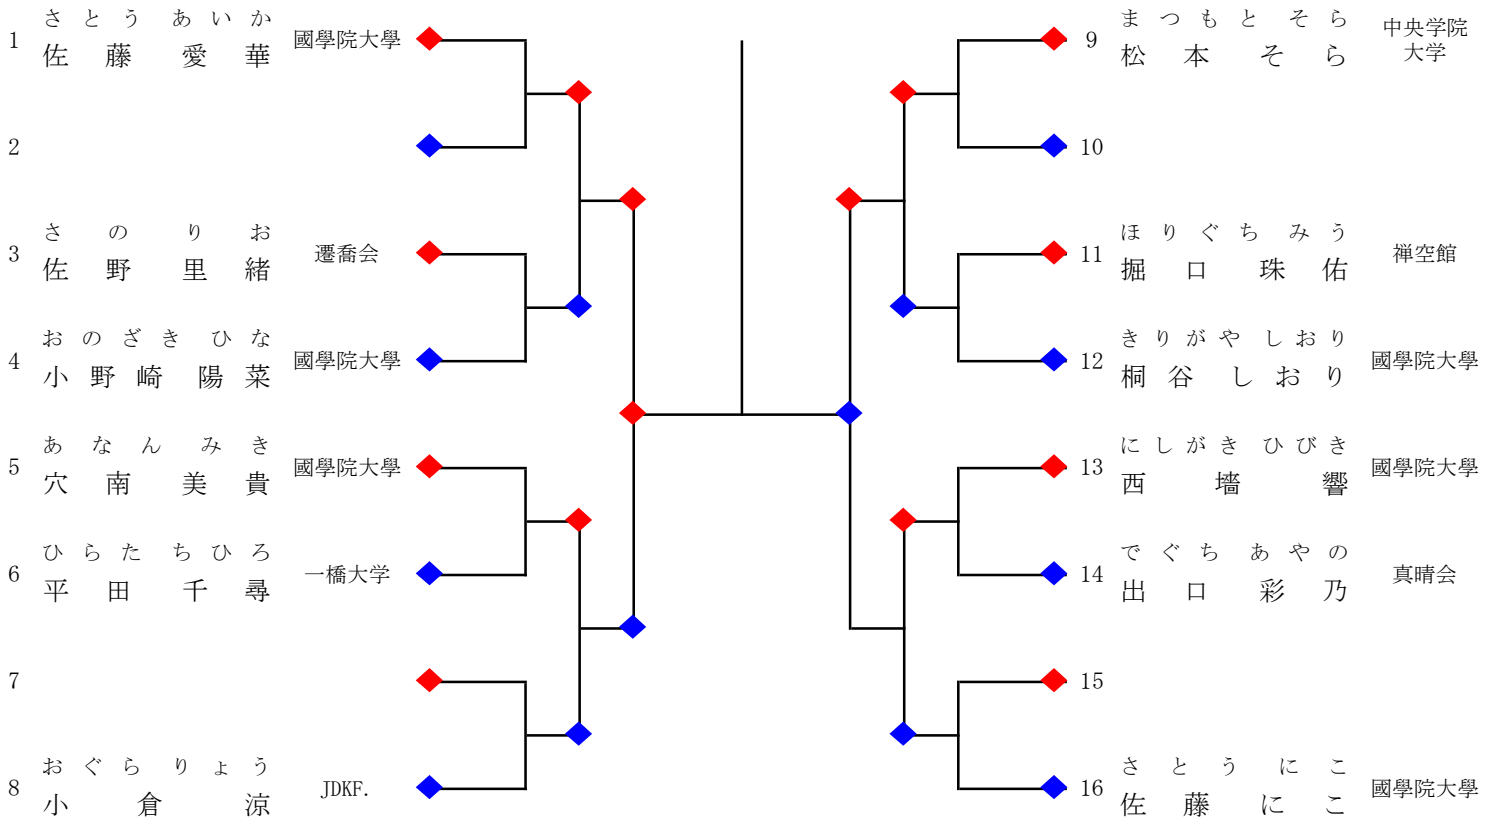 さとう あいか
1 佐藤 愛華 國學院大學
2
さの りお
3 佐野 里緒 遷喬会
おのざき ひな
4 小野崎 陽菜 國學院大學
あなん みき
5 穴南 美貴 國學院大學
ひらた ちひろ
6 平田 千尋 一橋大学
7
おぐら りょう
8 小倉 涼 JDKF.
まつもと そら
9 松本 そら 中央学院
大学
10
ほりぐち みう
11 掘口 珠佑 禅空館
きりがや しおり
12 桐谷 しおり 國學院大學
にしがき ひびき
13 西墻 響 國學院大學
でぐち あやの
14 出口 彩乃 真晴会
15
さとう にこ
16 佐藤 にこ 國學院大學